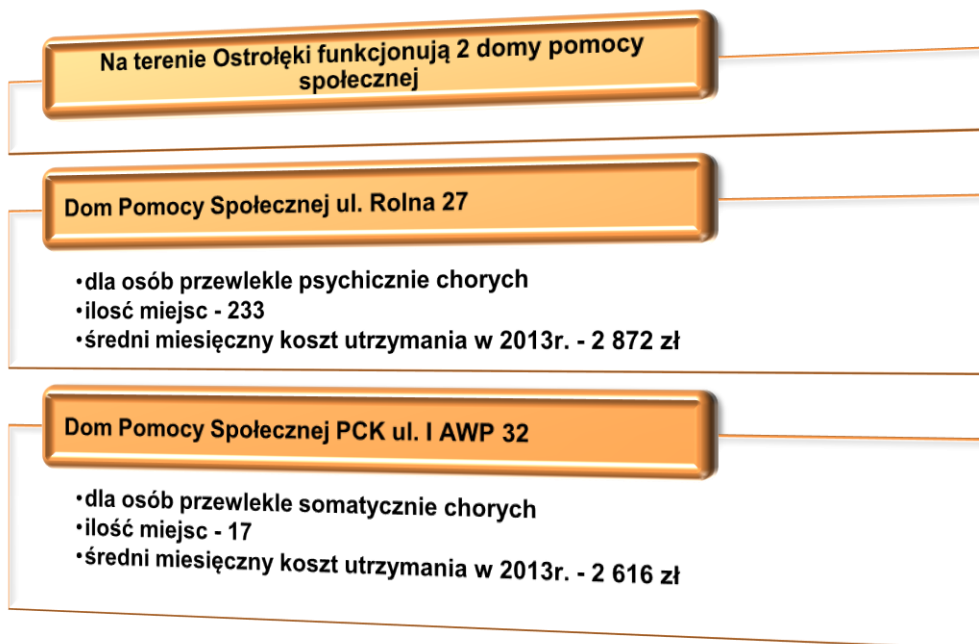 Na terenie Ostrołęki funkcjonują 2 domy pomocy
społecznej
Dom Pomocy Społecznej ul. Rolna 27
•dla osób przewlekle psychicznie chorych
•ilosć miejsc - 233
•średni miesięczny koszt utrzymania w 2013r. - 2 872 zł
Dom Pomocy Społecznej PCK ul. I AWP 32
•dla osób przewlekle somatycznie chorych
•ilość miejsc - 17
•średni miesięczny koszt utrzymania w 2013r. - 2 616 zł